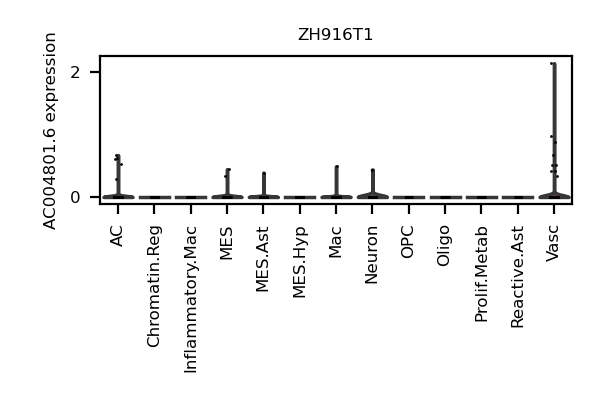 ZH916T1
AC004801.6 expression
2
0
AC
Chromatin.Reg
Inflammatory.Mac
MES
MES.Ast
MES.Hyp
Mac
Neuron
OPC
Oligo
Prolif.Metab
Reactive.Ast
Vasc